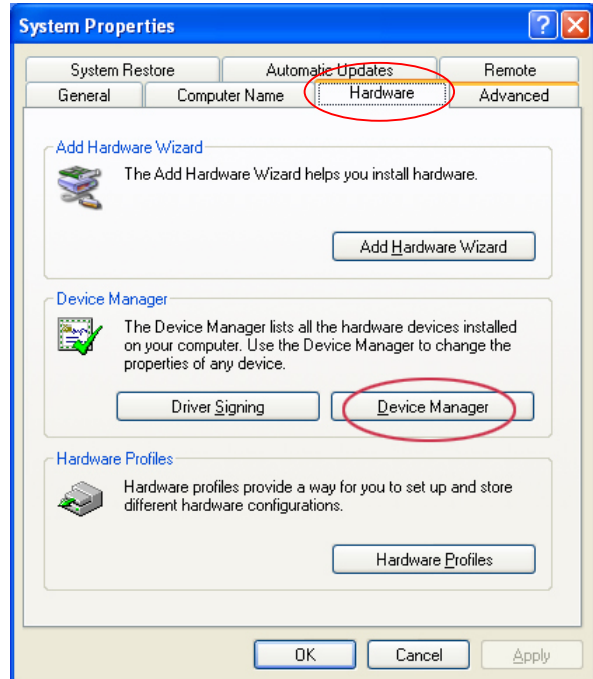 System Properties
System Restore Automatic Updates Remote
General Computer Name Hardware Advanced
Add Hardware Wizard
The Add Hardware Wizard helps you install hardware.
Add Hardware Wizard
Device Manager
The Device Manager lists all the hardware devices installed
on your computer. Use the Device Manager to change the
properties of any device.
Driver Signing Device Manager
Hardware Profiles
Hardware profiles provide a way for you to set up and store
different hardware configurations.
Hardware Profiles
OK Cancel Apply